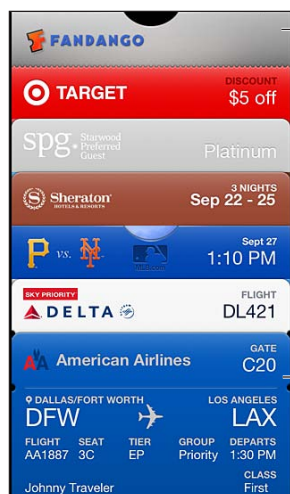 FANDANGO
TARGET
DISCOUNT
$5 off
spg. Starwood
Preferred
Guest
Platinum
Sheraton
HOTELS & RESORTS
3 NIGHTS
Sep 22 - 25
P vs. NY
Sept 27
1:10 PM
SKY PRIORITY
DELTA
FLIGHT
DL421
AA American Airlines
GATE
C20
DALLAS/FORT WORTH LOS ANGELES
DFW LAX
FLIGHT SEAT TIER GROUP DEPARTS
AA1887 3C EP Priority 1:30 PM
CLASS
Johnny Traveler First